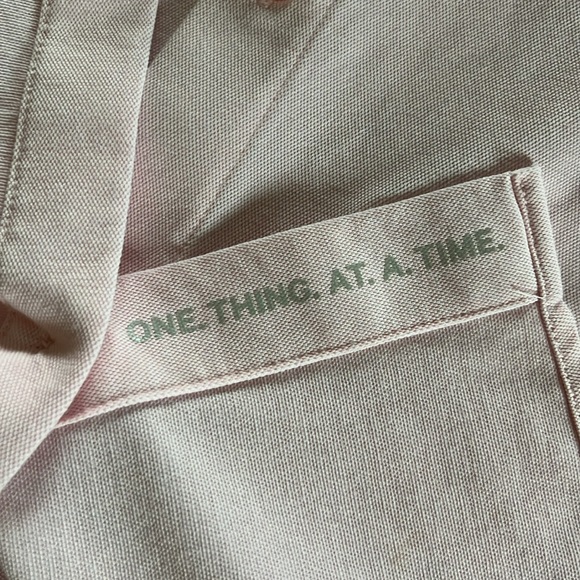 ONE. THING. AT. A. TIME.